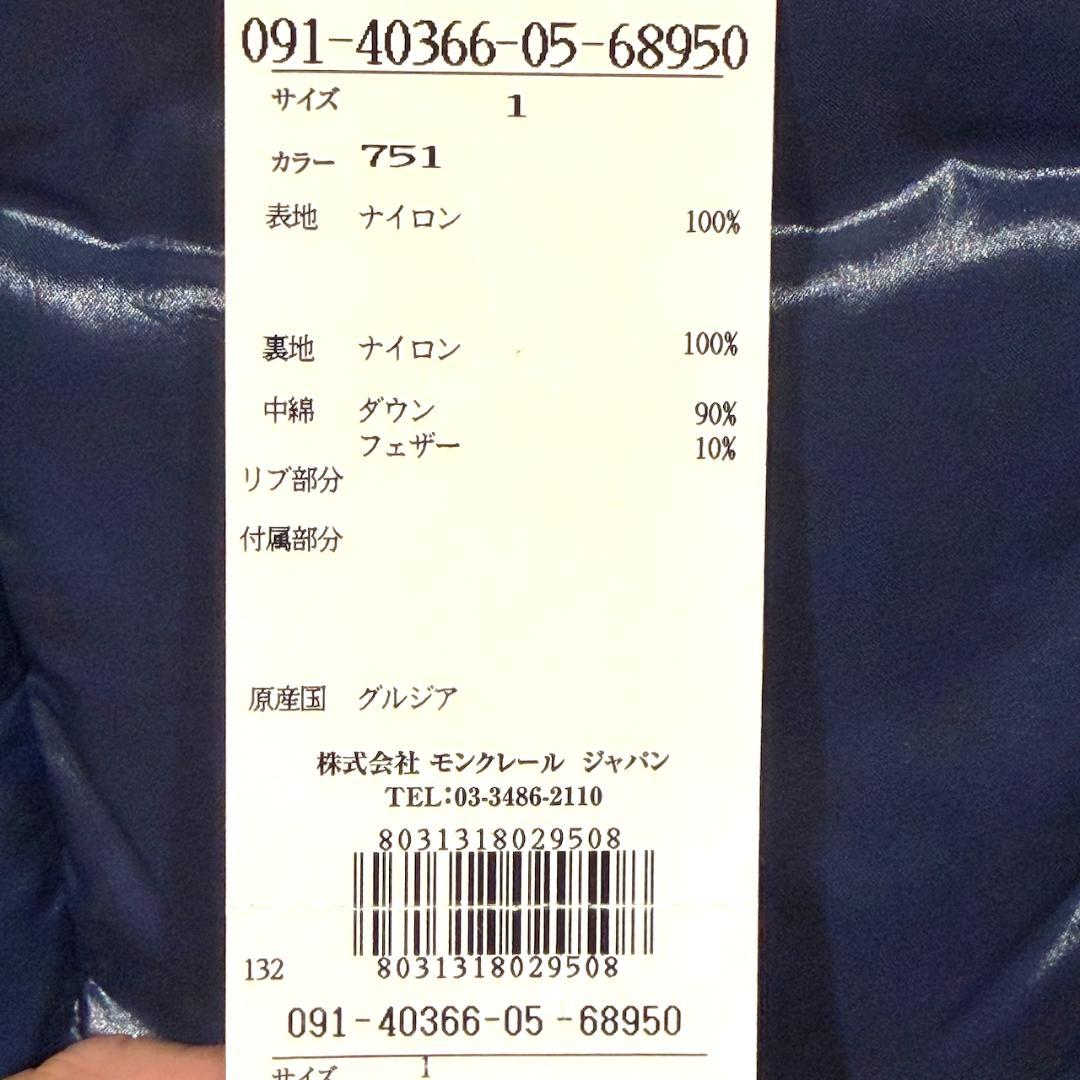 091-40366-05-68950
サイズ 1
カラー 751
表地 ナイロン 100%
裏地 ナイロン 100%
中綿 ダウン 90%
フェザー 10%
リブ部分
付属部分
原産国 グルジア
株式会社 モンクレール ジャパン
TEL:03-3486-2110
8031318029508
132 8031318029508
091-40366-05-68950
サイズ 1